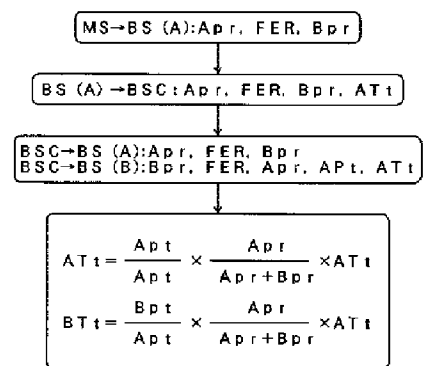 MS→BS (A):Apr, FER, Bpr
BS (A) →BSC:Apr, FER, Bpr, ATt
BSC→BS (A):Apr, FER, Bpr
BSC→BS (B):Bpr, FER, Apr, APt, ATt
ATt= Apt/Apt × Apr/Apr+Bpr ×ATt
BTt= Bpt/Apt × Apr/Apr+Bpr ×ATt